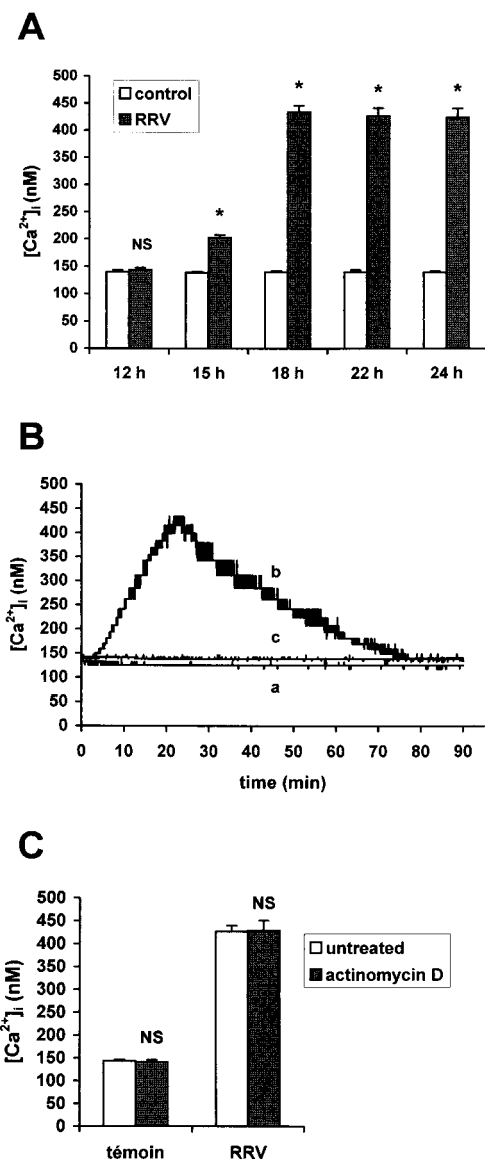 A
500
450
400
350
300
250
200
150
100
50
0
[Ca2+]i (nM)
control
RRV
NS
*
*
*
*
12 h 15 h 18 h 22 h 24 h
B
500
450
400
350
300
250
200
150
100
50
0
[Ca2+]i (nM)
b
c
a
0 10 20 30 40 50 60 70 80 90
time (min)
C
500
450
400
350
300
250
200
150
100
50
0
[Ca2+]i (nM)
NS
NS
untreated
actinomycin D
témoin RRV